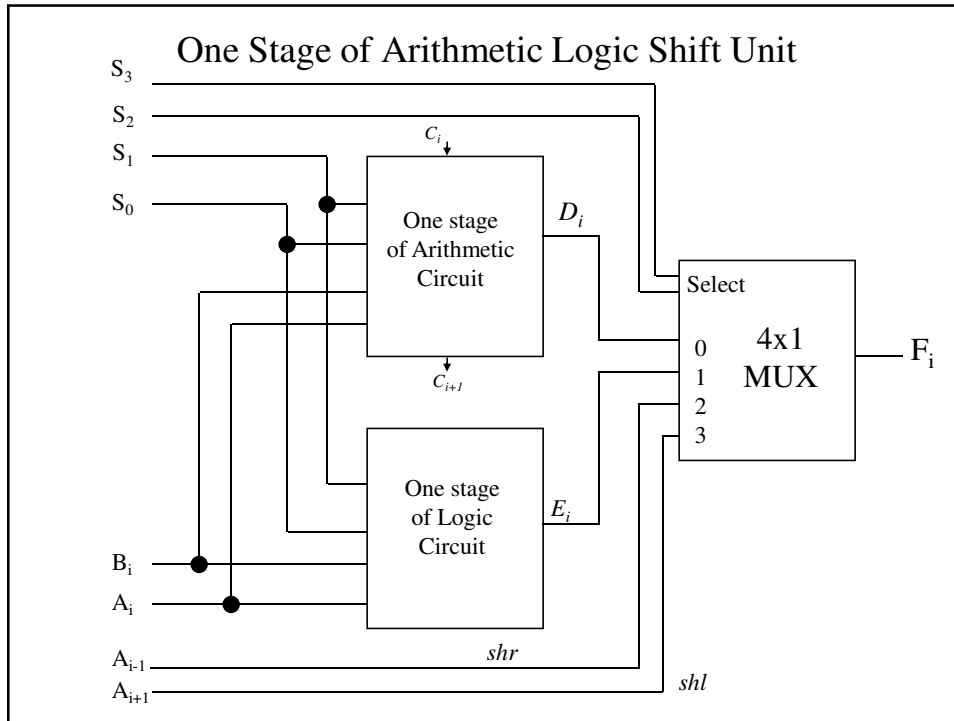 One Stage of Arithmetic Logic Shift Unit
S3
S2
S1
S0
Ci
One stage
of Arithmetic
Circuit
Di
Ci+1
Select
0
1
2
3
4x1
MUX
Fi
One stage
of Logic
Circuit
Ei
Bi
Ai
Ai-1
shr
Ai+1
shl